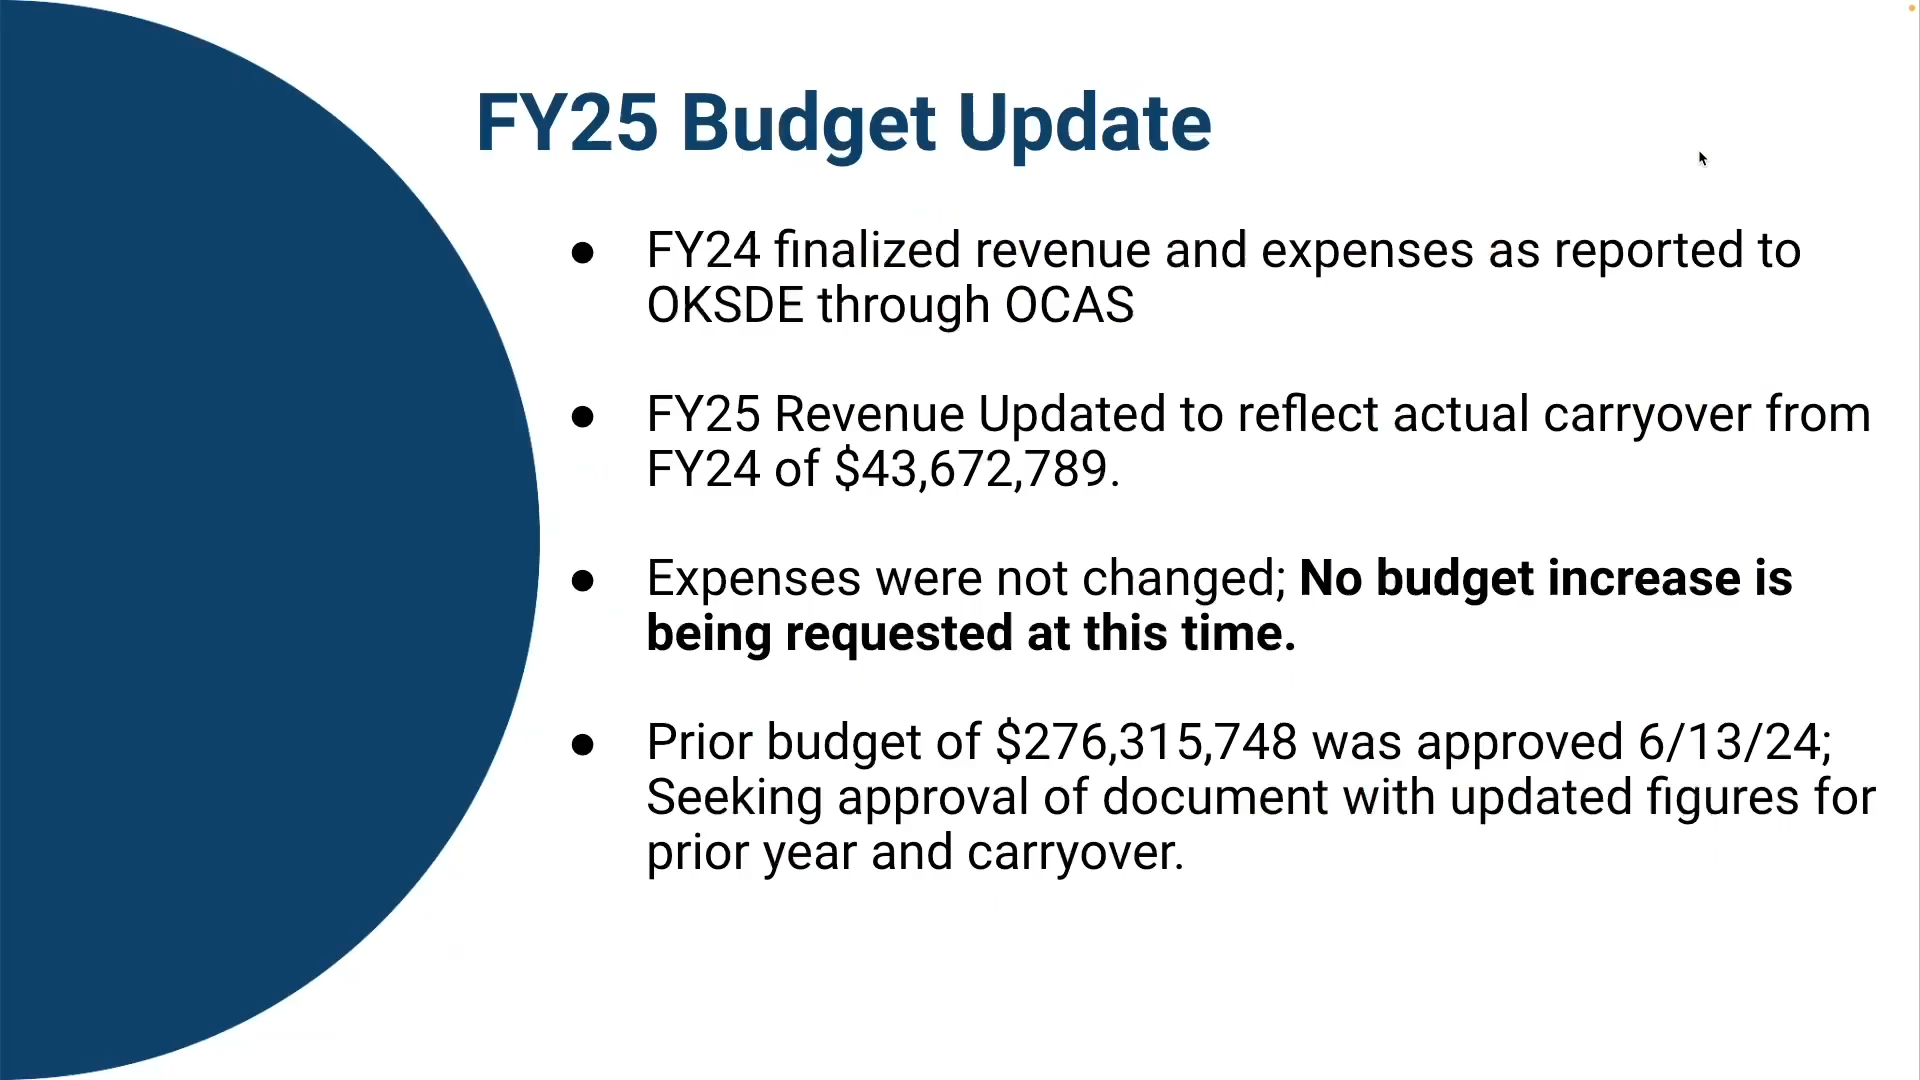 FY25 Budget Update
● FY24 finalized revenue and expenses as reported to
OKSDE through OCAS
● FY25 Revenue Updated to reflect actual carryover from
FY24 of $43,672,789.
● Expenses were not changed; No budget increase is
being requested at this time.
● Prior budget of $276,315,748 was approved 6/13/24;
Seeking approval of document with updated figures for
prior year and carryover.